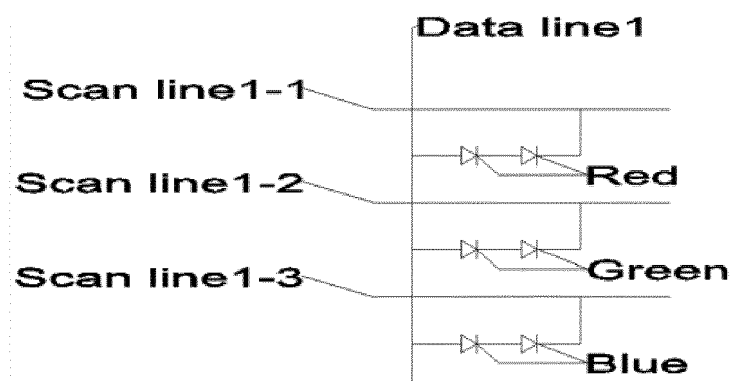 Data line1
Scan line1-1
Red
Scan line1-2
Green
Scan line1-3
Blue